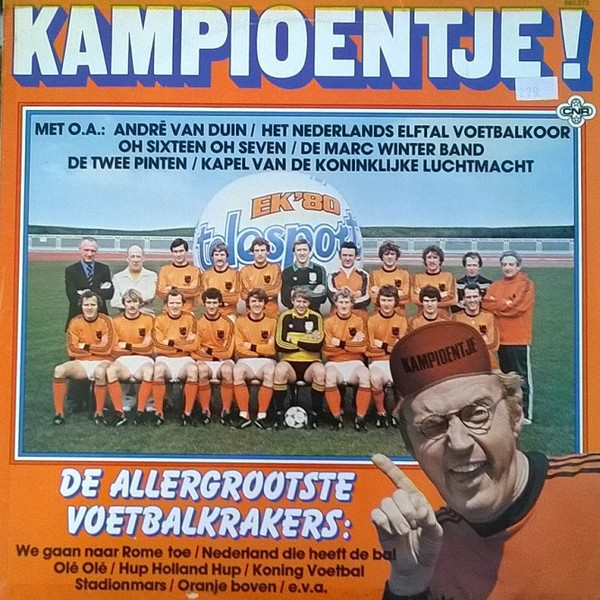 KAMPIOENTJE!
CNR
MET O.A.: ANDRÉ VAN DUIN / HET NEDERLANDS ELFTAL VOETBALKOOR
OH SIXTEEN OH SEVEN / DE MARC WINTER BAND
DE TWEE PINTEN / KAPEL VAN DE KONINKLIJKE LUCHTMACHT
EK'80
telesport
KAMPIOENTJE
DE ALLERGROOTSTE
VOETBALKRAKERS:
We gaan naar Rome toe / Nederland die heeft de bal
Olé Olé / Hup Holland Hup / Koning Voetbal
Stadionmars / Oranje boven / e.v.a.